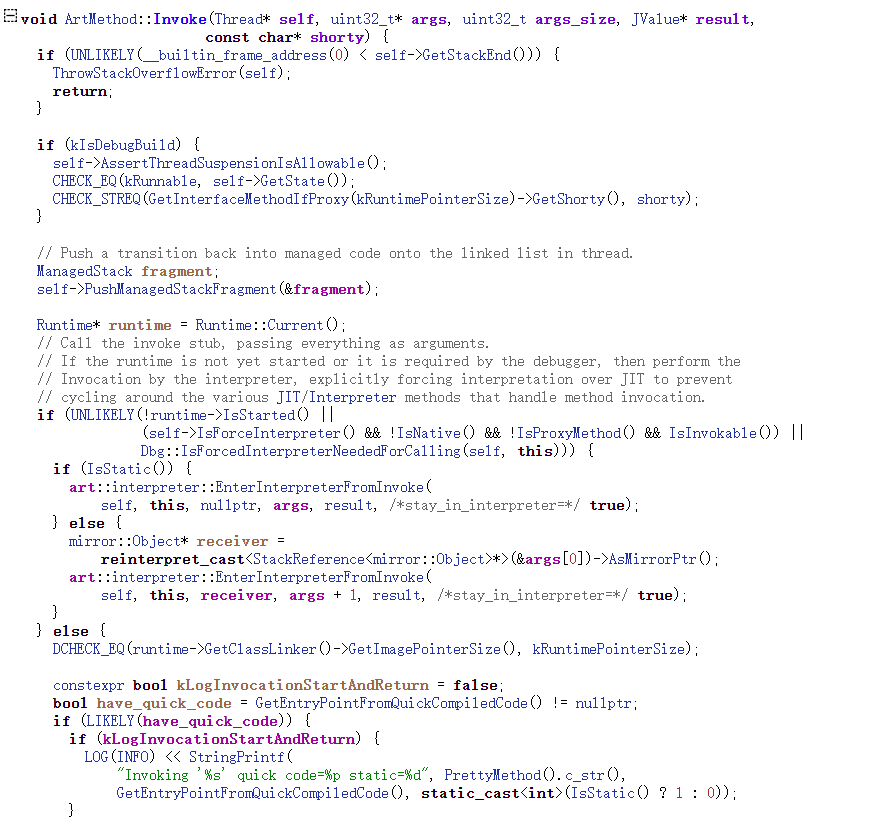 void ArtMethod::Invoke(Thread* self, uint32_t* args, uint32_t args_size, JValue* result,
                       const char* shorty) {
  if (UNLIKELY(__builtin_frame_address(0) < self->GetStackEnd())) {
    ThrowStackOverflowError(self);
    return;
  }

  if (kIsDebugBuild) {
    self->AssertThreadSuspensionIsAllowable();
    CHECK_EQ(kRunnable, self->GetState());
    CHECK_STREQ(GetInterfaceMethodIfProxy(kRuntimePointerSize)->GetShorty(), shorty);
  }

  // Push a transition back into managed code onto the linked list in thread.
  ManagedStack fragment;
  self->PushManagedStackFragment(&fragment);

  Runtime* runtime = Runtime::Current();
  // Call the invoke stub, passing everything as arguments.
  // If the runtime is not yet started or it is required by the debugger, then perform the
  // Invocation by the interpreter, explicitly forcing interpretation over JIT to prevent
  // cycling around the various JIT/Interpreter methods that handle method invocation.
  if (UNLIKELY(!runtime->IsStarted() ||
               (self->IsForceInterpreter() && !IsNative() && !IsProxyMethod() && IsInvokable()) ||
               Dbg::IsForcedInterpreterNeededForCalling(self, this))) {
    if (IsStatic()) {
      art::interpreter::EnterInterpreterFromInvoke(
          self, this, nullptr, args, result, /*stay_in_interpreter=*/ true);
    } else {
      mirror::Object* receiver =
          reinterpret_cast<StackReference<mirror::Object>*>(&args[0])->AsMirrorPtr();
      art::interpreter::EnterInterpreterFromInvoke(
          self, this, receiver, args + 1, result, /*stay_in_interpreter=*/ true);
    }
  } else {
    DCHECK_EQ(runtime->GetClassLinker()->GetImagePointerSize(), kRuntimePointerSize);

    constexpr bool kLogInvocationStartAndReturn = false;
    bool have_quick_code = GetEntryPointFromQuickCompiledCode() != nullptr;
    if (LIKELY(have_quick_code)) {
      if (kLogInvocationStartAndReturn) {
        LOG(INFO) << StringPrintf(
            "Invoking '%s' quick code=%p static=%d", PrettyMethod().c_str(),
            GetEntryPointFromQuickCompiledCode(), static_cast<int>(IsStatic() ? 1 : 0));
      }